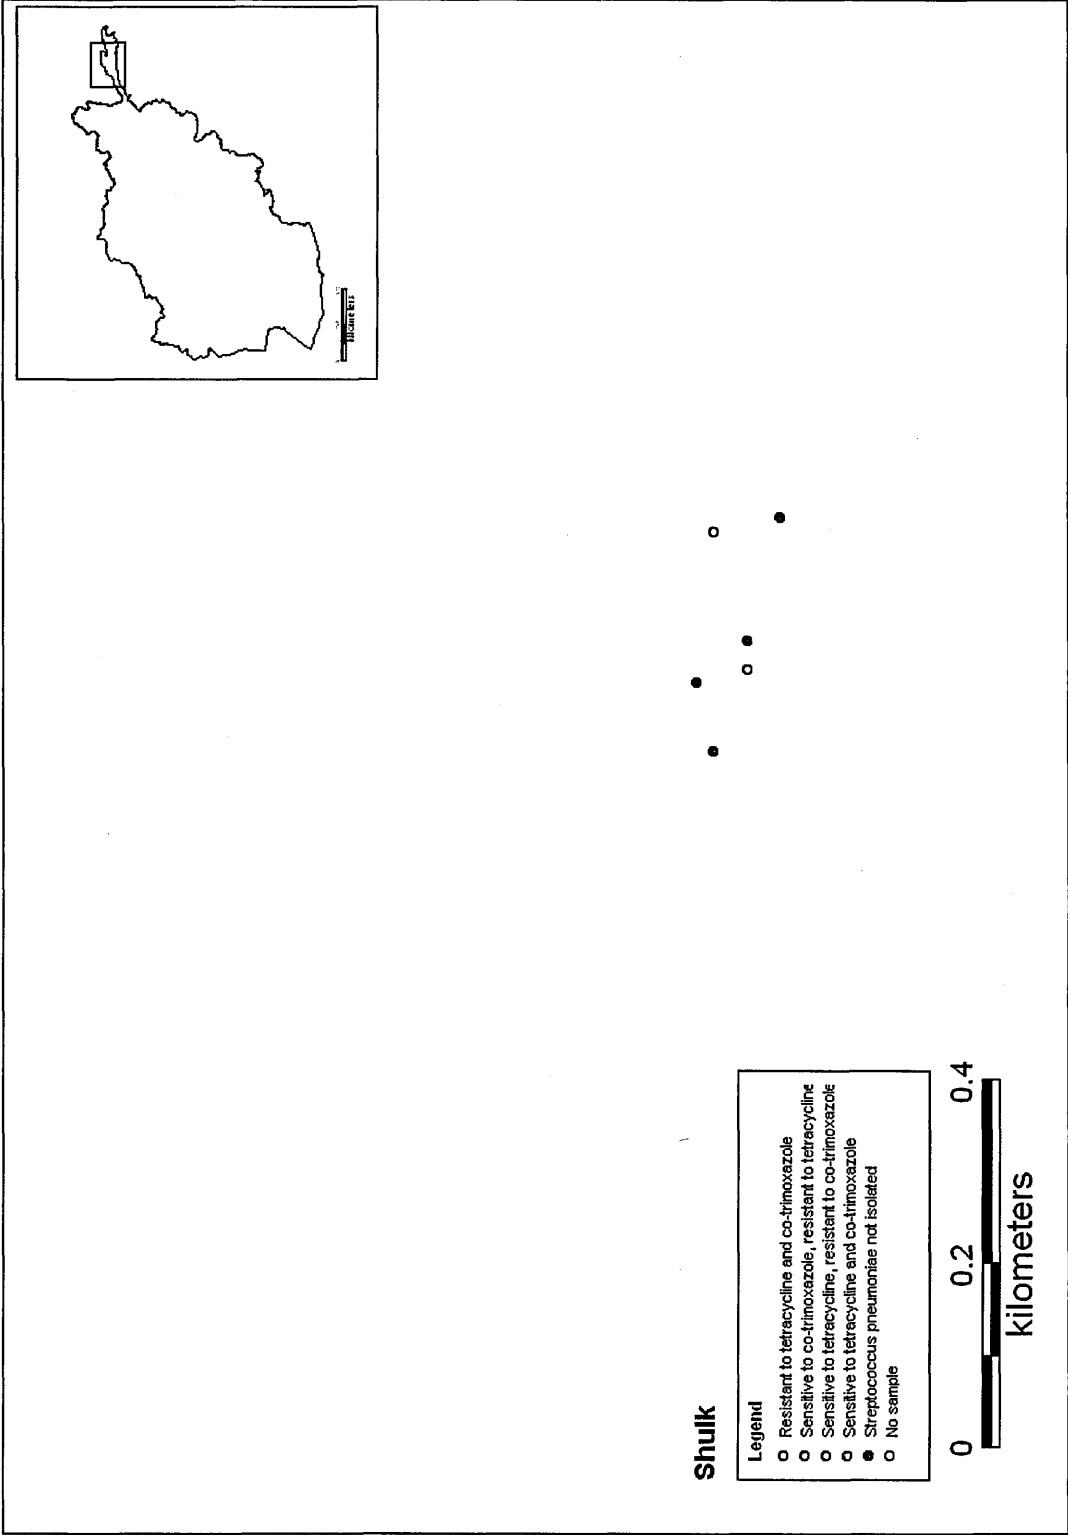 Shulk
Legend
Resistant to tetracycline and co-trimoxazole
Sensitive to co-trimoxazole, resistant to tetracycline
Sensitive to tetracycline, resistant to co-trimoxazole
Sensitive to tetracycline and co-trimoxazole
Streptococcus pneumoniae not isolated
No sample
0 0.2 0.4
kilometers